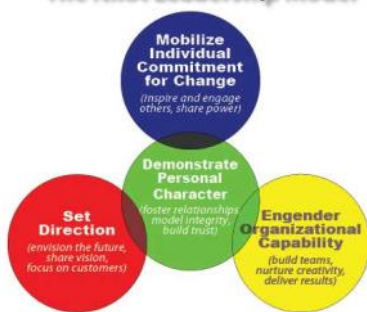 Leadership Model
Mobilize
Individual
Commitment
for Change
(inspire and engage
others, share power)
Demonstrate
Personal
Character
(foster relationships
model integrity,
build trust)
Set
Direction
(envision the future,
share vision,
focus on customers)
Engender
Organizational
Capability
(build teams,
nurture creativity,
deliver results)